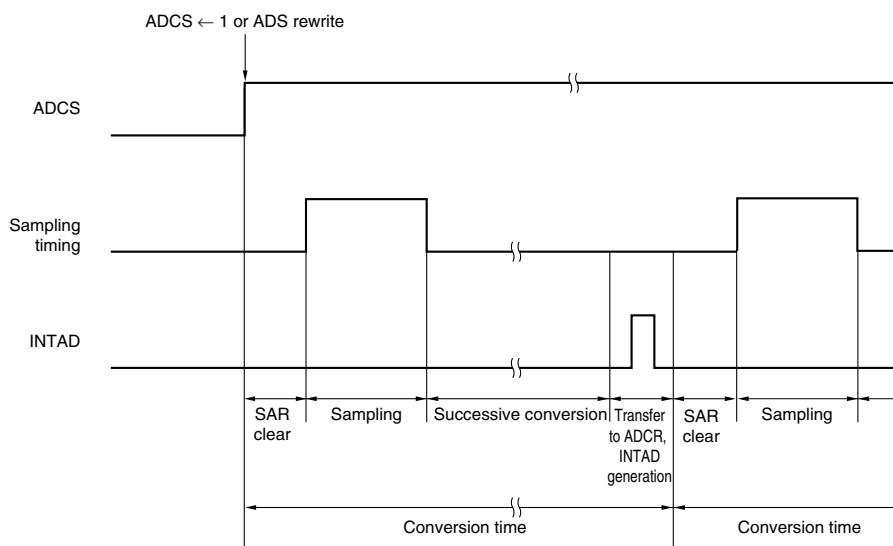 ADCS ← 1 or ADS rewrite
ADCS
Sampling
timing
INTAD
SAR
clear
Sampling
Successive conversion
Transfer
to ADCR,
INTAD
generation
SAR
clear
Sampling
Conversion time
Conversion time